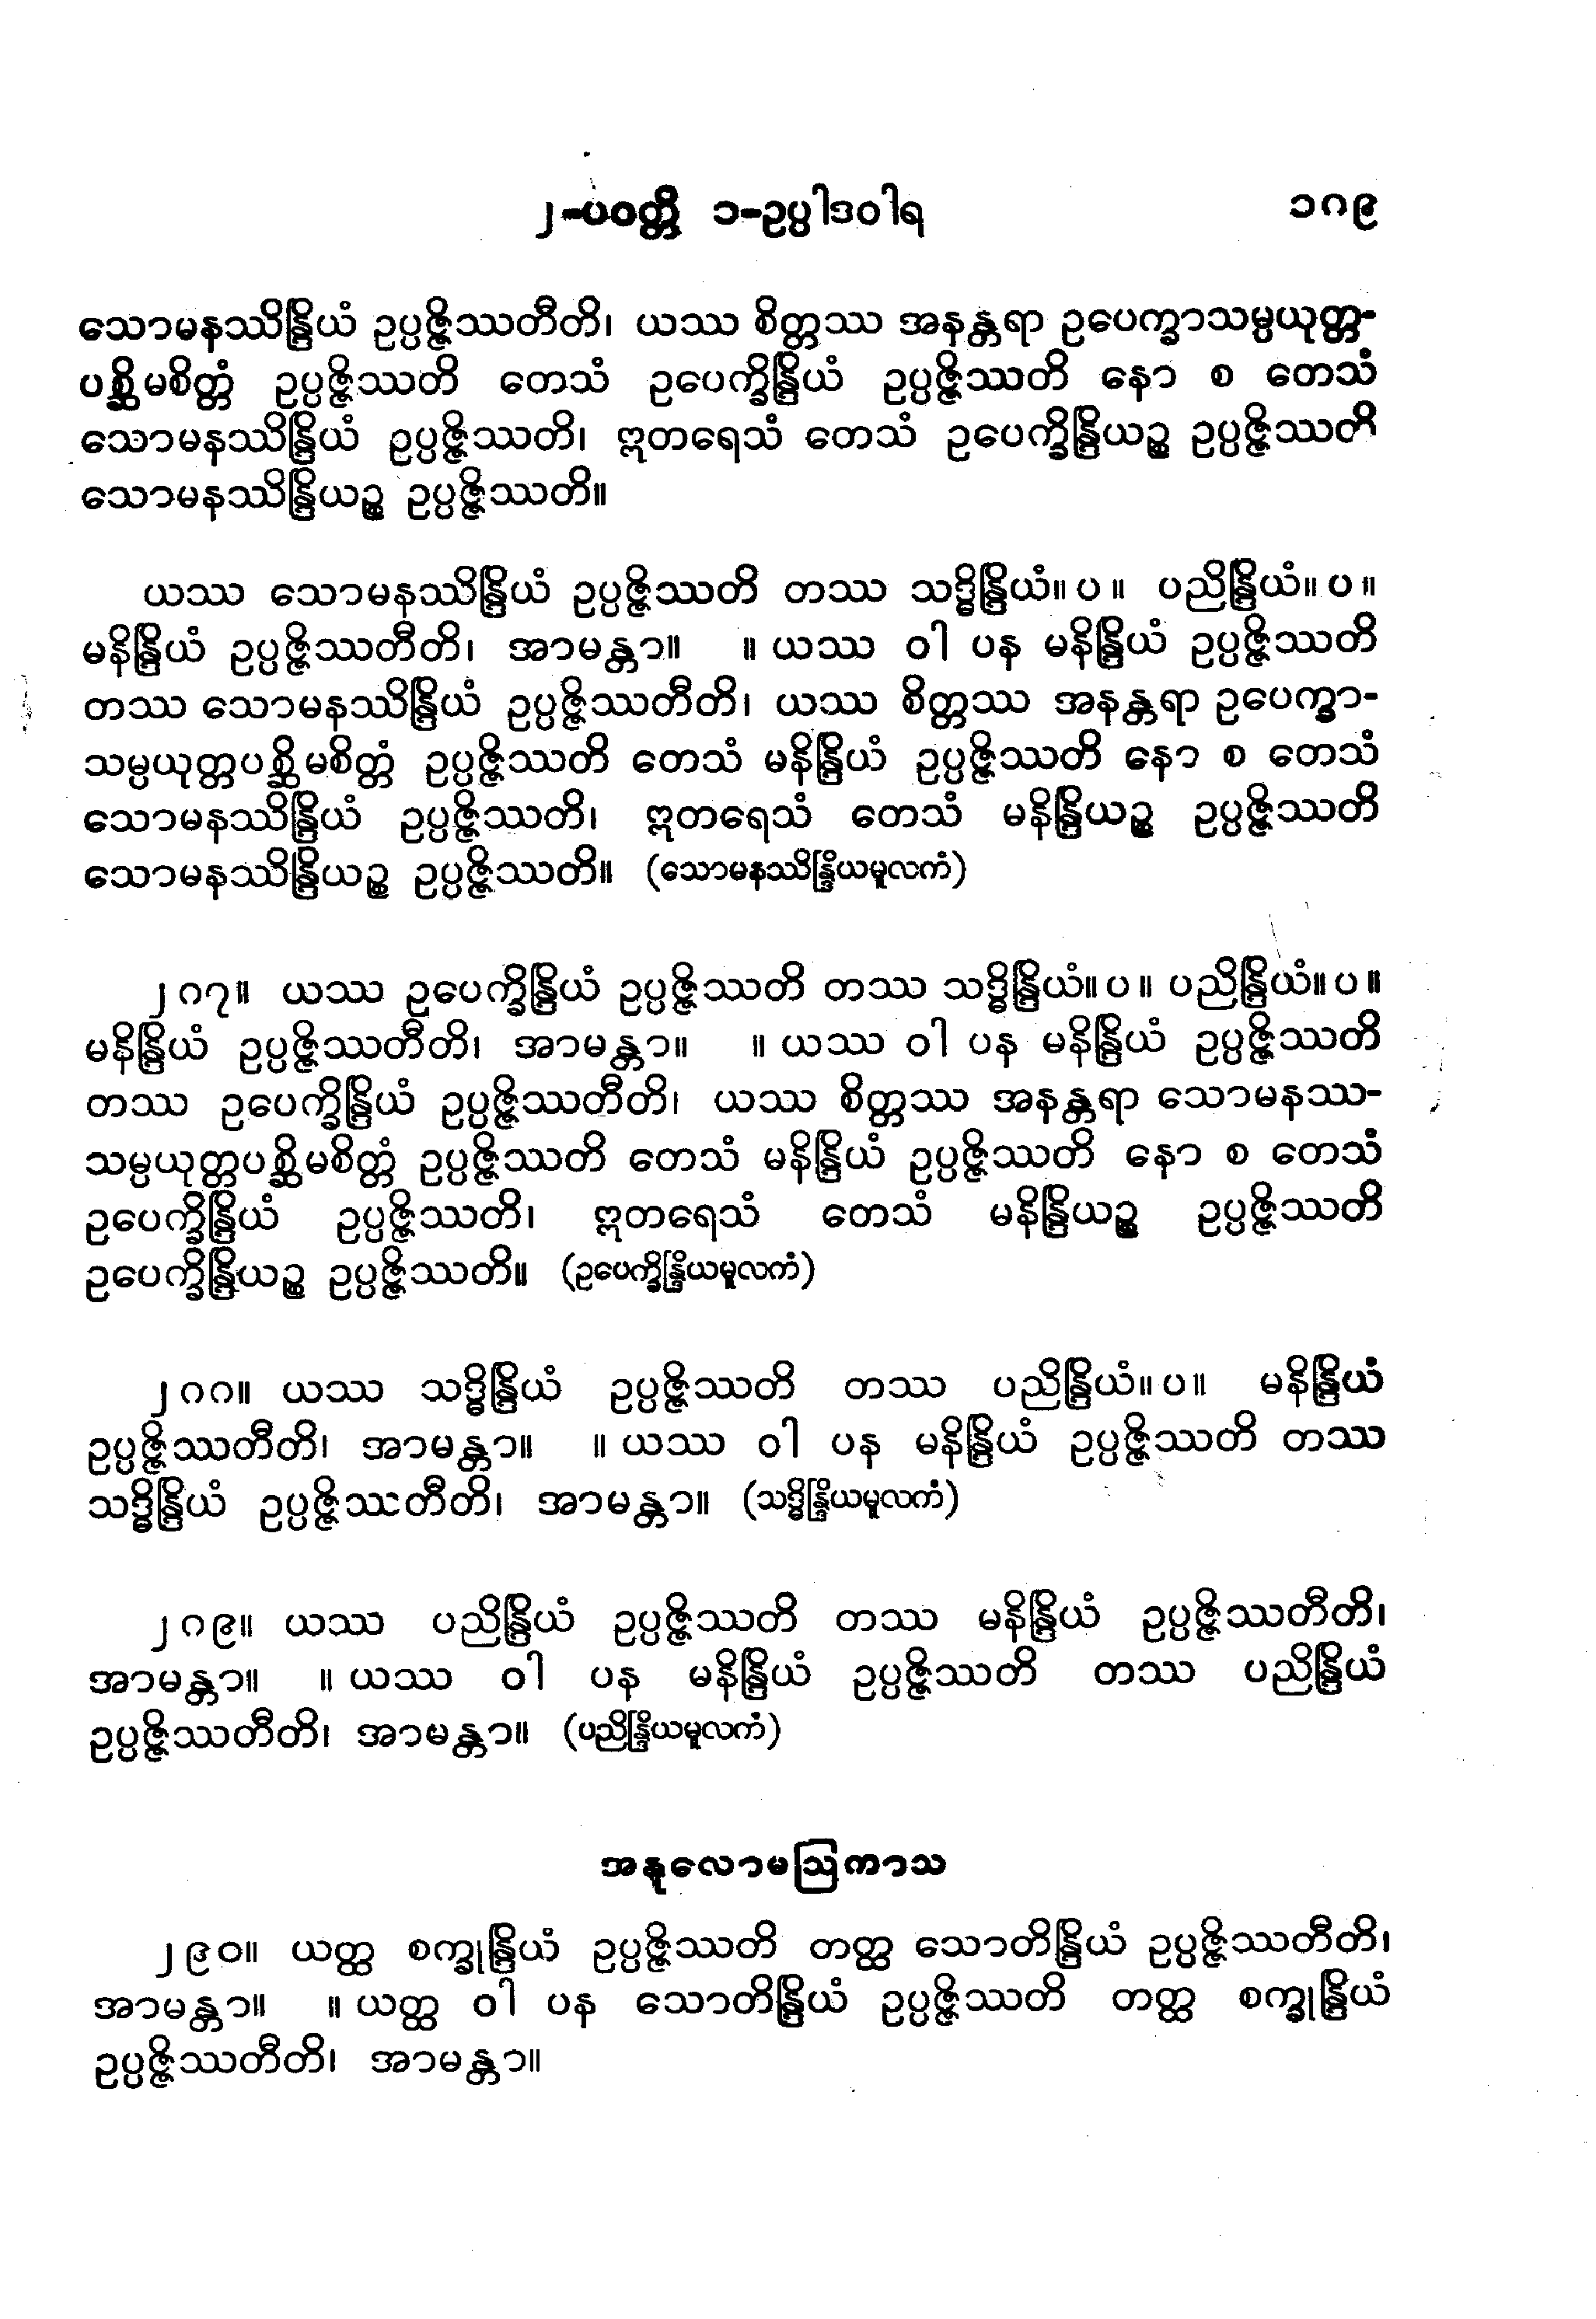 ၂-ပဝတ္တိ ၁-ဥပ္ပါဒဝါရ ၁၈၉
သောမနဿိန္ဒြိယံ ဥပ္ပဇ္ဇိဿတီတိ၊ ယဿ စိတ္တဿ အနန္တရာ ဥပေက္ခာသမ္ပယုတ္တ-
ပစ္ဆိမစိတ္တံ ဥပ္ပဇ္ဇိဿတိ တေသံ ဥပေက္ခိန္ဒြိယံ ဥပ္ပဇ္ဇိဿတိ နော စ တေသံ
သောမနဿိန္ဒြိယံ ဥပ္ပဇ္ဇိဿတိ၊ ဣတရေသံ တေသံ ဥပေက္ခိန္ဒြိယဉ္စ ဥပ္ပဇ္ဇိဿတိ
သောမနဿိန္ဒြိယဉ္စ ဥပ္ပဇ္ဇိဿတိ။
ယဿ သောမနဿိန္ဒြိယံ ဥပ္ပဇ္ဇိဿတိ တဿ သဒ္ဓိန္ဒြိယံ။ပ။ ပညိန္ဒြိယံ။ပ။
မနိန္ဒြိယံ ဥပ္ပဇ္ဇိဿတီတိ၊ အာမန္တာ။ ။ယဿ ဝါ ပန မနိန္ဒြိယံ ဥပ္ပဇ္ဇိဿတိ
တဿ သောမနဿိန္ဒြိယံ ဥပ္ပဇ္ဇိဿတီတိ၊ ယဿ စိတ္တဿ အနန္တရာ ဥပေက္ခာ-
သမ္ပယုတ္တပစ္ဆိမစိတ္တံ ဥပ္ပဇ္ဇိဿတိ တေသံ မနိန္ဒြိယံ ဥပ္ပဇ္ဇိဿတိ နော စ တေသံ
သောမနဿိန္ဒြိယံ ဥပ္ပဇ္ဇိဿတိ၊ ဣတရေသံ တေသံ မနိန္ဒြိယဉ္စ ဥပ္ပဇ္ဇိဿတိ
သောမနဿိန္ဒြိယဉ္စ ဥပ္ပဇ္ဇိဿတိ။ (သောမနဿိန္ဒြိယမူလကံ)
၂၈၇။ ယဿ ဥပေက္ခိန္ဒြိယံ ဥပ္ပဇ္ဇိဿတိ တဿ သဒ္ဓိန္ဒြိယံ။ပ။ ပညိန္ဒြိယံ။ပ။
မနိန္ဒြိယံ ဥပ္ပဇ္ဇိဿတီတိ၊ အာမန္တာ။ ။ယဿ ဝါ ပန မနိန္ဒြိယံ ဥပ္ပဇ္ဇိဿတိ
တဿ ဥပေက္ခိန္ဒြိယံ ဥပ္ပဇ္ဇိဿတီတိ၊ ယဿ စိတ္တဿ အနန္တရာ သောမနဿ-
သမ္ပယုတ္တပစ္ဆိမစိတ္တံ ဥပ္ပဇ္ဇိဿတိ တေသံ မနိန္ဒြိယံ ဥပ္ပဇ္ဇိဿတိ နော စ တေသံ
ဥပေက္ခိန္ဒြိယံ ဥပ္ပဇ္ဇိဿတိ၊ ဣတရေသံ တေသံ မနိန္ဒြိယဉ္စ ဥပ္ပဇ္ဇိဿတိ
ဥပေက္ခိန္ဒြိယဉ္စ ဥပ္ပဇ္ဇိဿတိ။ (ဥပေက္ခိန္ဒြိယမူလကံ)
၂၈၈။ ယဿ သဒ္ဓိန္ဒြိယံ ဥပ္ပဇ္ဇိဿတိ တဿ ပညိန္ဒြိယံ။ပ။ မနိန္ဒြိယံ
ဥပ္ပဇ္ဇိဿတီတိ၊ အာမန္တာ။ ။ယဿ ဝါ ပန မနိန္ဒြိယံ ဥပ္ပဇ္ဇိဿတိ တဿ
သဒ္ဓိန္ဒြိယံ ဥပ္ပဇ္ဇိဿတီတိ၊ အာမန္တာ။ (သဒ္ဓိန္ဒြိယမူလကံ)
၂၈၉။ ယဿ ပညိန္ဒြိယံ ဥပ္ပဇ္ဇိဿတိ တဿ မနိန္ဒြိယံ ဥပ္ပဇ္ဇိဿတီတိ၊
အာမန္တာ။ ။ယဿ ဝါ ပန မနိန္ဒြိယံ ဥပ္ပဇ္ဇိဿတိ တဿ ပညိန္ဒြိယံ
ဥပ္ပဇ္ဇိဿတီတိ၊ အာမန္တာ။ (ပညိန္ဒြိယမူလကံ)
အနုလောမဩကာသ
၂၉၀။ ယတ္ထ စက္ခုန္ဒြိယံ ဥပ္ပဇ္ဇိဿတိ တတ္ထ သောတိန္ဒြိယံ ဥပ္ပဇ္ဇိဿတီတိ၊
အာမန္တာ။ ။ယတ္ထ ဝါ ပန သောတိန္ဒြိယံ ဥပ္ပဇ္ဇိဿတိ တတ္ထ စက္ခုန္ဒြိယံ
ဥပ္ပဇ္ဇိဿတီတိ၊ အာမန္တာ။